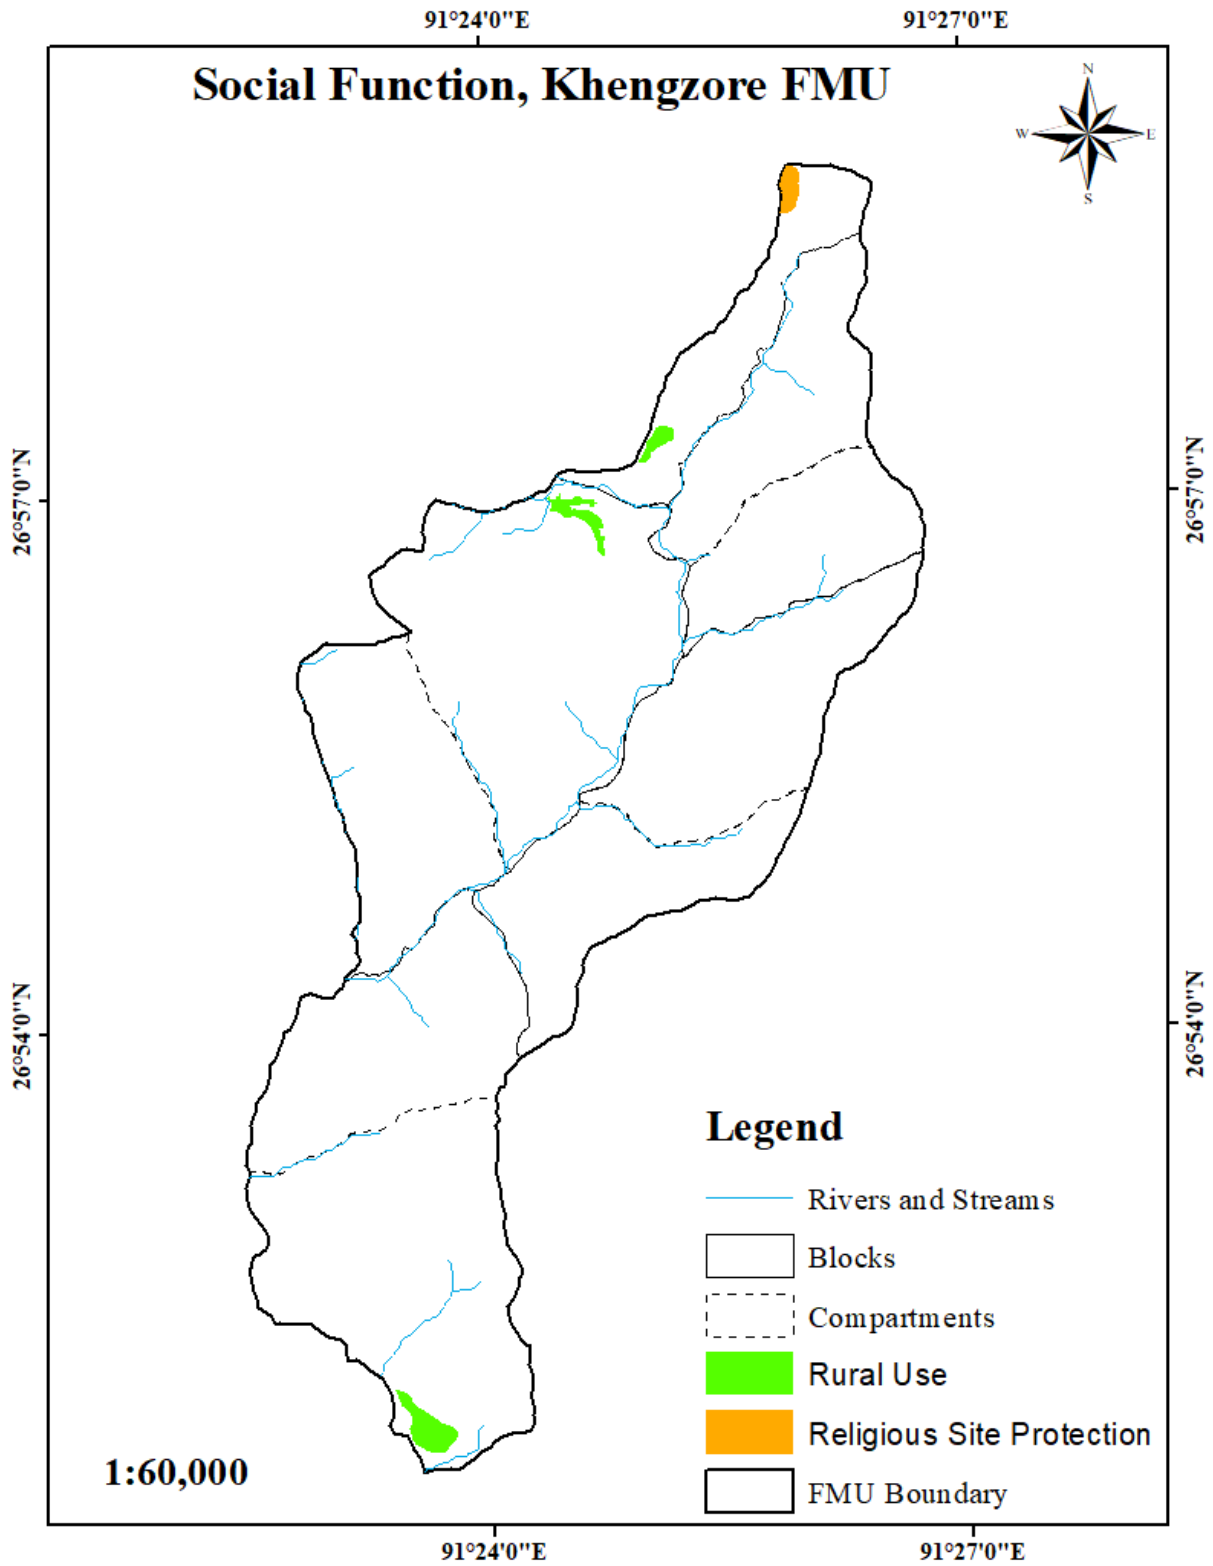 91°24'0"E
91°27'0"E
Social Function, Khengzore FMU
N
W
E
S
26°57'0"N
26°57'0"N
26°54'0"N
26°54'0"N
Legend
Rivers and Streams
Blocks
Compartments
Rural Use
Religious Site Protection
FMU Boundary
1:60,000
91°24'0"E
91°27'0"E